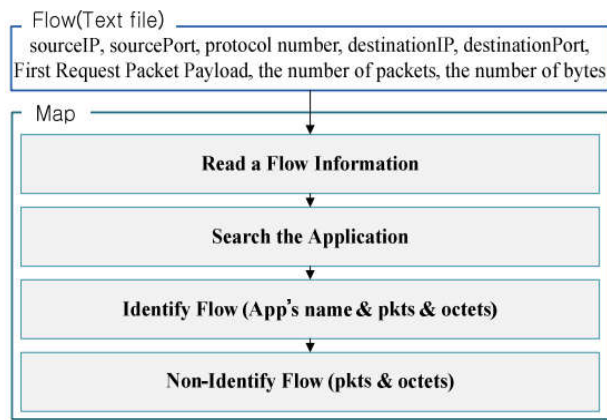 Flow(Text file)
sourceIP, sourcePort, protocol number, destinationIP, destinationPort,
First Request Packet Payload, the number of packets, the number of bytes
Map
Read a Flow Information
Search the Application
Identify Flow (App's name & pkts & octets)
Non-Identify Flow (pkts & octets)